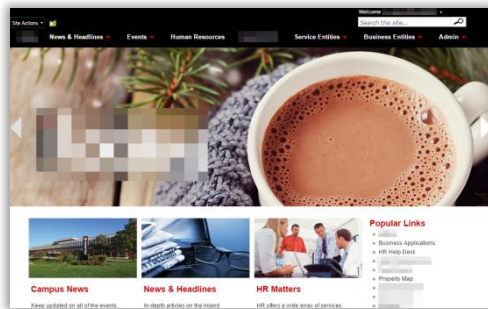 Welcome
Site Actions
Search this site...
News & Headlines
Events
Human Resources
Service Entities
Business Entities
Admin
Popular Links
Business Applications
HR Help Desk
Property Map
Campus News
News & Headlines
HR Matters
Keep updated on all of the events,
In-depth articles on the Inland
HR offers a wide array of services,